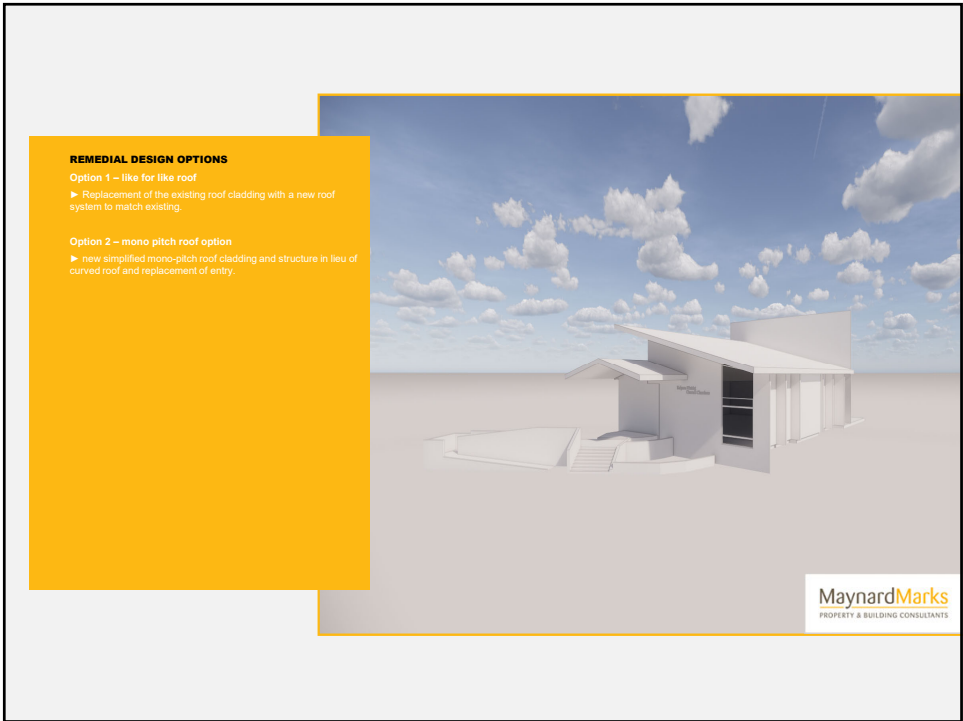 REMEDIAL DESIGN OPTIONS
Option 1 – like for like roof
► Replacement of the existing roof cladding with a new roof
system to match existing.
Option 2 – mono pitch roof option
► new simplified mono-pitch roof cladding and structure in lieu of
curved roof and replacement of entry.
MaynardMarks
PROPERTY & BUILDING CONSULTANTS